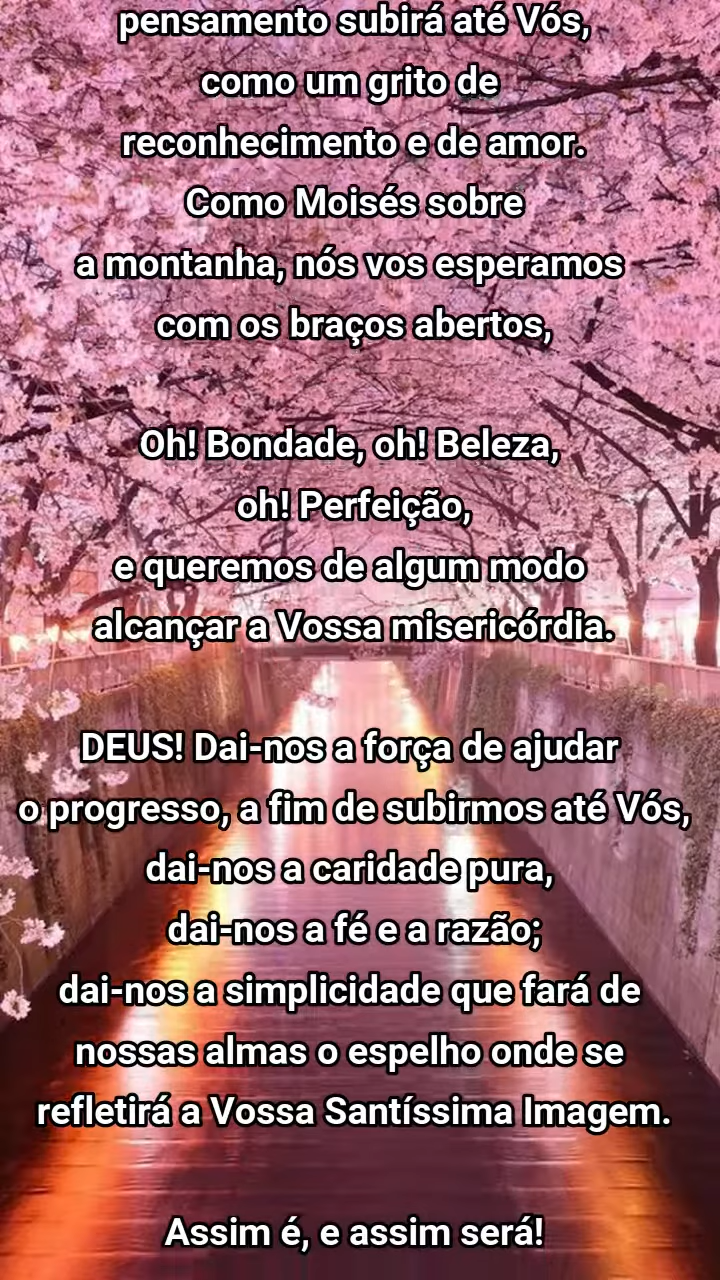 pensamento subirá até Vós,
como um grito de
reconhecimento e de amor.
Como Moisés sobre
a montanha, nós vos esperamos
com os braços abertos,
Oh! Bondade, oh! Beleza,
oh! Perfeição,
e queremos de algum modo
alcançar a Vossa misericórdia.
DEUS! Dai-nos a força de ajudar
o progresso, a fim de subirmos até Vós,
dai-nos a caridade pura,
dai-nos a fé e a razão;
dai-nos a simplicidade que fará de
nossas almas o espelho onde se
refletirá a Vossa Santíssima Imagem.
Assim é, e assim será!